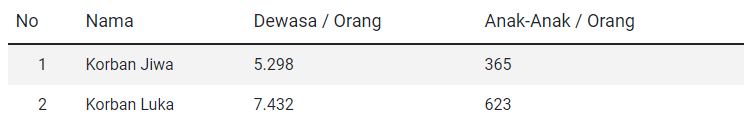 No Nama Dewasa / Orang Anak-Anak / Orang
1 Korban Jiwa 5.298 365
2 Korban Luka 7.432 623